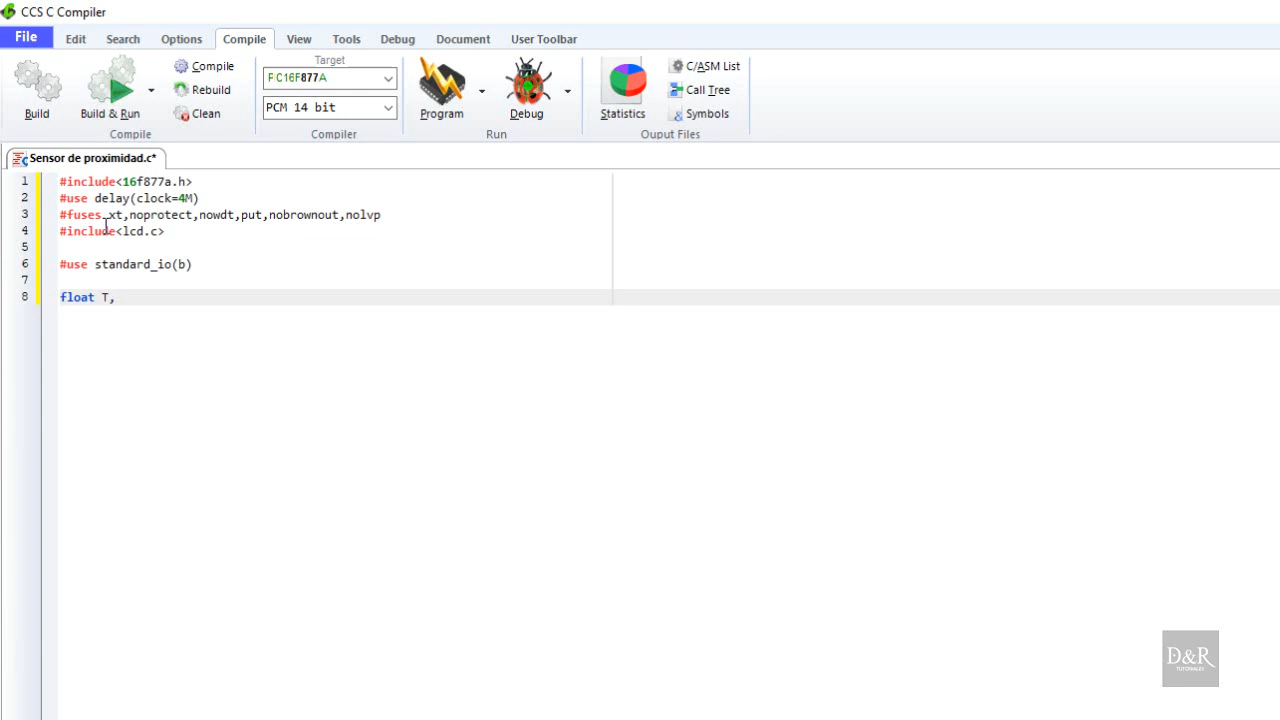 CCS C Compiler
File Edit Search Options Compile View Tools Debug Document User Toolbar
Build
Build & Run
Compile
Rebuild
Clean
Compile
Target
PC16F877A
PCM 14 bit
Compiler
Program
Debug
Run
Statistics
C/ASM List
Call Tree
Symbols
Ouput Files
Sensor de proximidad.c*
1 #include<16f877a.h>
2 #use delay(clock=4M)
3 #fuses xt,noprotect,nowdt,put,nobrownout,nolvp
4 #include<lcd.c>
5
6 #use standard_io(b)
7
8 float T,
D&R
TUTORIALES